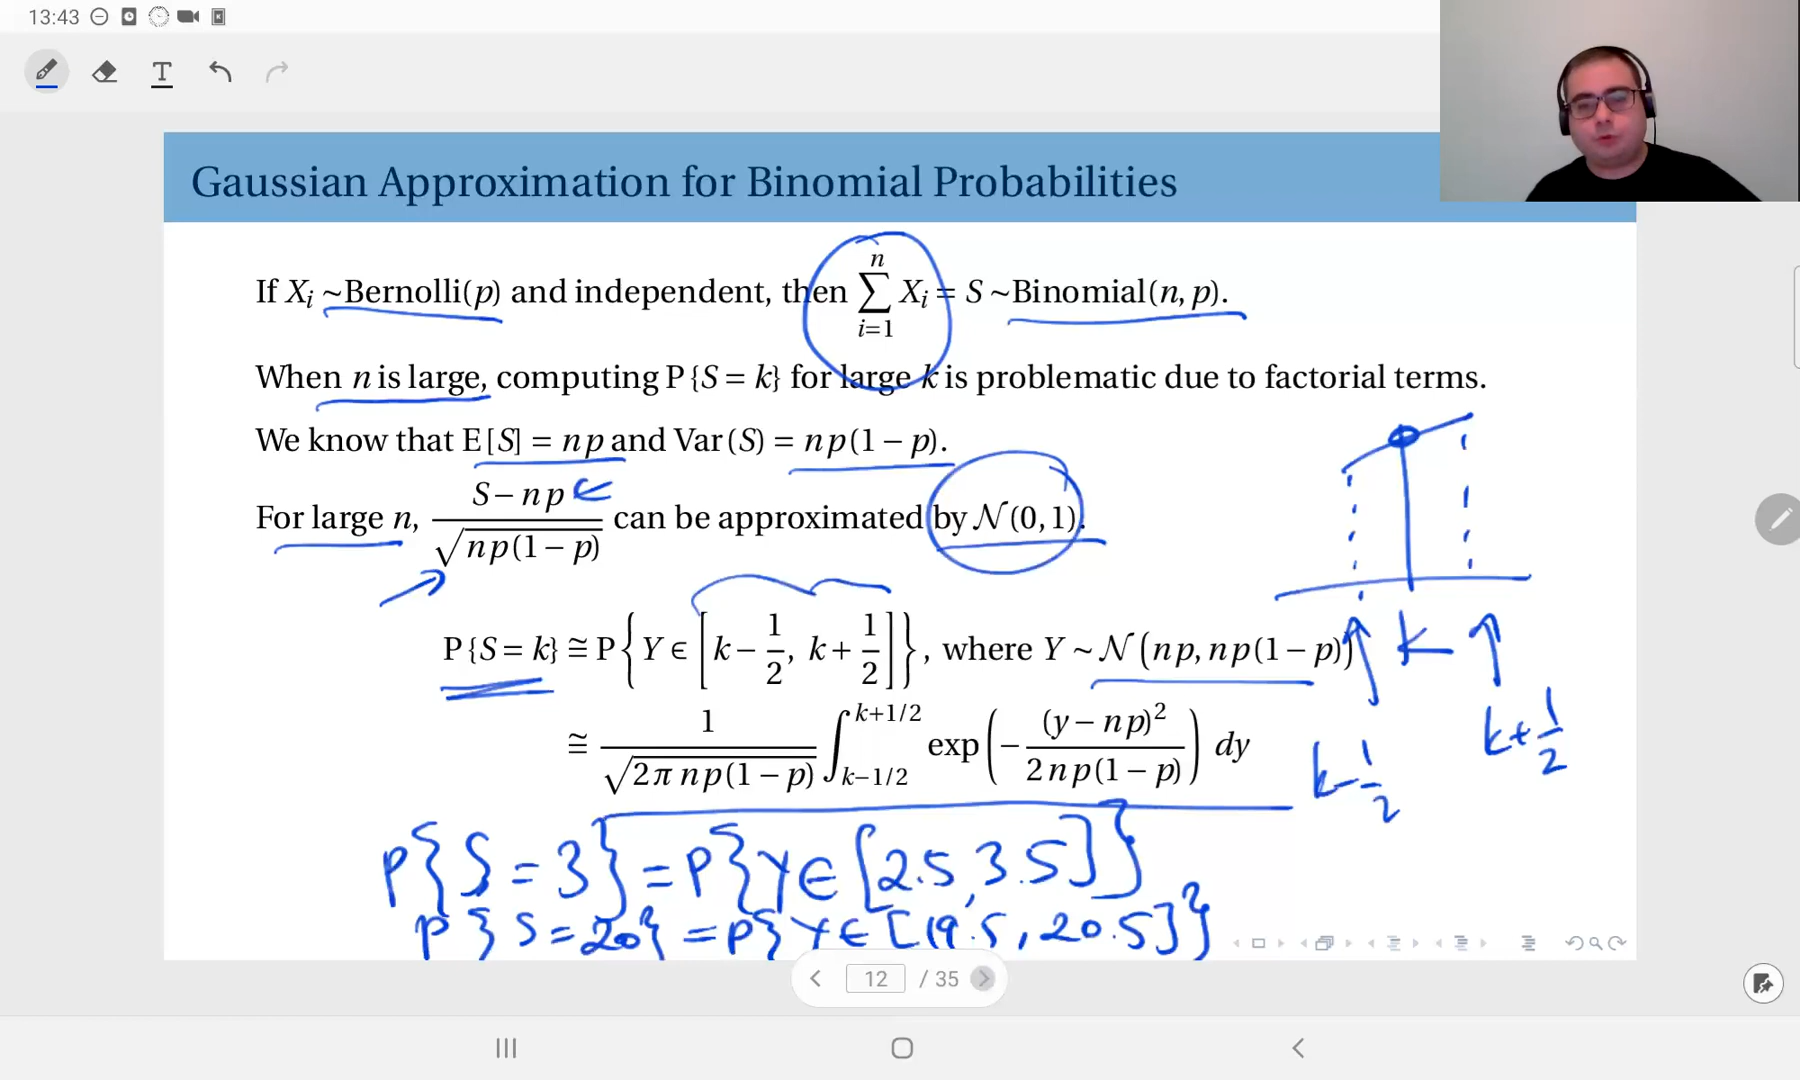 13:43
Gaussian Approximation for Binomial Probabilities
If Xᵢ ~Bernolli(p) and independent, then ∑ᵢ₌₁ⁿ Xᵢ = S ~Binomial(n, p).
When n is large, computing P{S = k} for large k is problematic due to factorial terms.
We know that E[S] = np and Var(S) = np(1 − p).
For large n, (S − np)/√(np(1 − p)) can be approximated by 𝒩(0, 1).
P{S = k} ≅ P{Y ∈ [k − 1/2, k + 1/2]}, where Y ~ 𝒩(np, np(1 − p))
k
≅ 1/√(2π np(1 − p)) ∫_{k−1/2}^{k+1/2} exp(−(y − np)²/(2np(1 − p))) dy
k-1/2
k+1/2
P{S = 3} = P{Y ∈ [2.5, 3.5]}
P{S = 20} = P{Y ∈ [19.5, 20.5]}
12 / 35